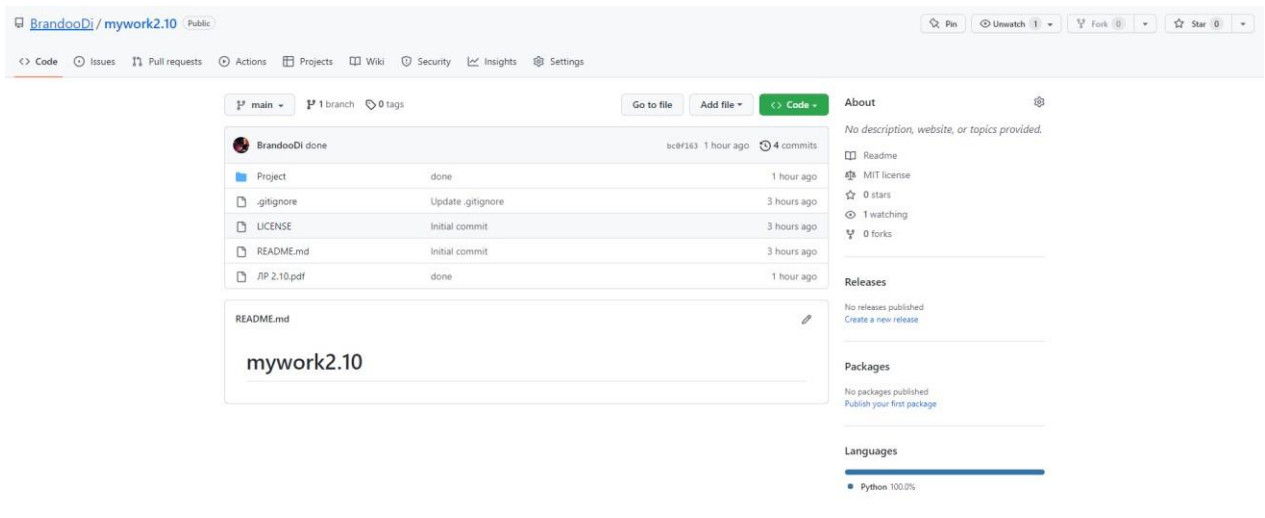 BrandooDi / mywork2.10 Public
Pin Unwatch 1 Fork 0 Star 0
<> Code Issues Pull requests Actions Projects Wiki Security Insights Settings
main 1 branch 0 tags Go to file Add file <> Code
BrandooDi done bc0f163 1 hour ago 4 commits
Project done 1 hour ago
.gitignore Update .gitignore 3 hours ago
LICENSE Initial commit 3 hours ago
README.md Initial commit 3 hours ago
ЛР 2.10.pdf done 1 hour ago
README.md
mywork2.10
About
No description, website, or topics provided.
Readme
MIT license
0 stars
1 watching
0 forks
Releases
No releases published
Create a new release
Packages
No packages published
Publish your first package
Languages
Python 100.0%